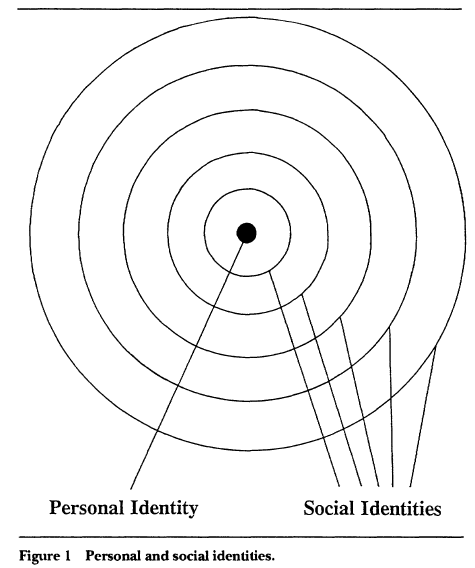 Personal Identity
Social Identities
Figure 1 Personal and social identities.